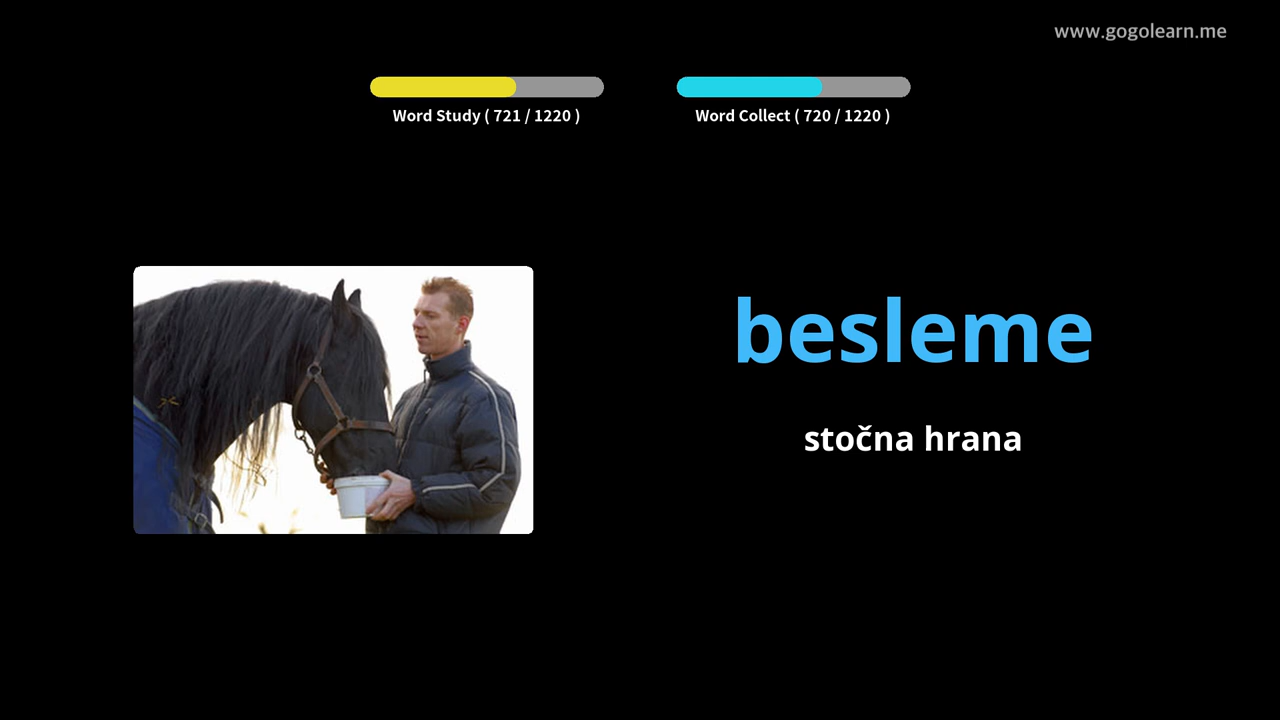 www.gogolearn.me
Word Study ( 721 / 1220 )
Word Collect ( 720 / 1220 )
besleme
stočna hrana